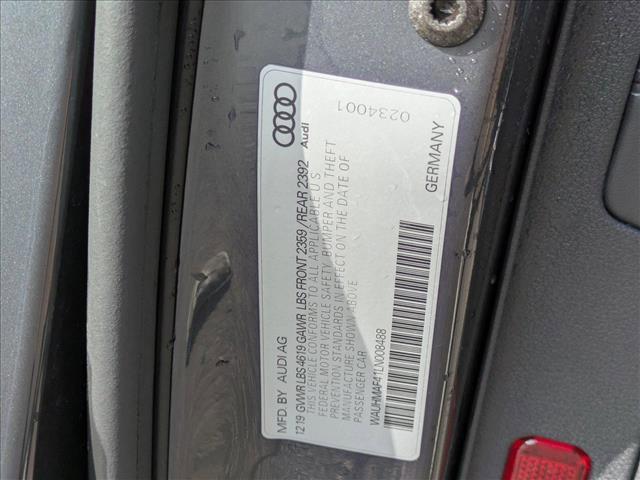 Audi
0234001
MFD. BY AUDI AG
12.19 GVWR LBS 4619 GAWR LBS FRONT 2359 /REAR 2392
THIS VEHICLE CONFORMS TO ALL APPLICABLE U S
FEDERAL MOTOR VEHICLE SAFETY, BUMPER AND THEFT
PREVENTION STANDARDS IN EFFECT ON THE DATE OF
MANUFACTURE SHOWN ABOVE
PASSENGER CAR
GERMANY
WAUHMAF41LN008488